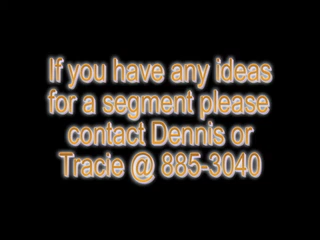 If you have any ideas
for a segment please
contact Dennis or
Tracie @ 885-3040